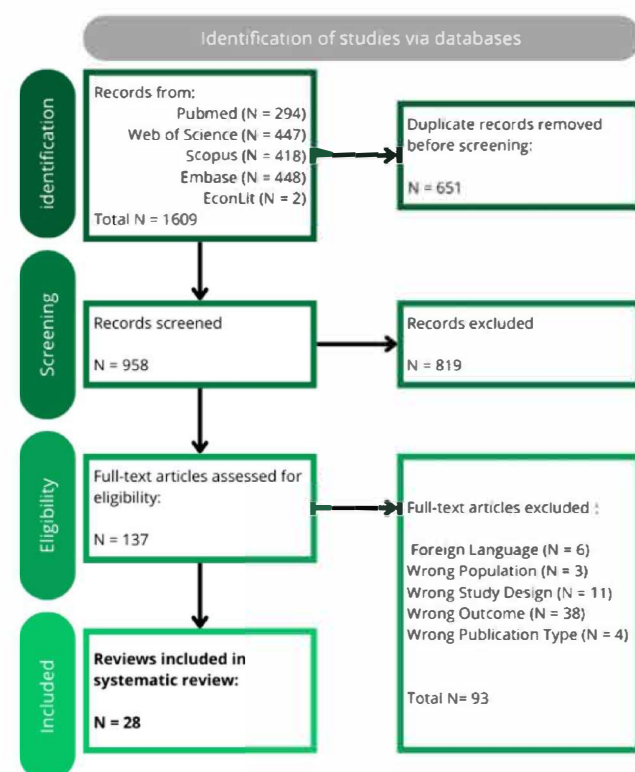 Identification of studies via databases
identification
Records from:
Pubmed (N = 294)
Web of Science (N = 447)
Scopus (N = 418)
Embase (N = 448)
EconLit (N = 2)
Total N = 1609
Duplicate records removed
before screening:
N = 651
Screening
Records screened
N = 958
Records excluded
N = 819
Eligibility
Full-text articles assessed for
eligibility:
N = 137
Full-text articles excluded :
Foreign Language (N = 6)
Wrong Population (N = 3)
Wrong Study Design (N = 11)
Wrong Outcome (N = 38)
Wrong Publication Type (N = 4)
Total N= 93
Included
Reviews included in
systematic review:
N = 28